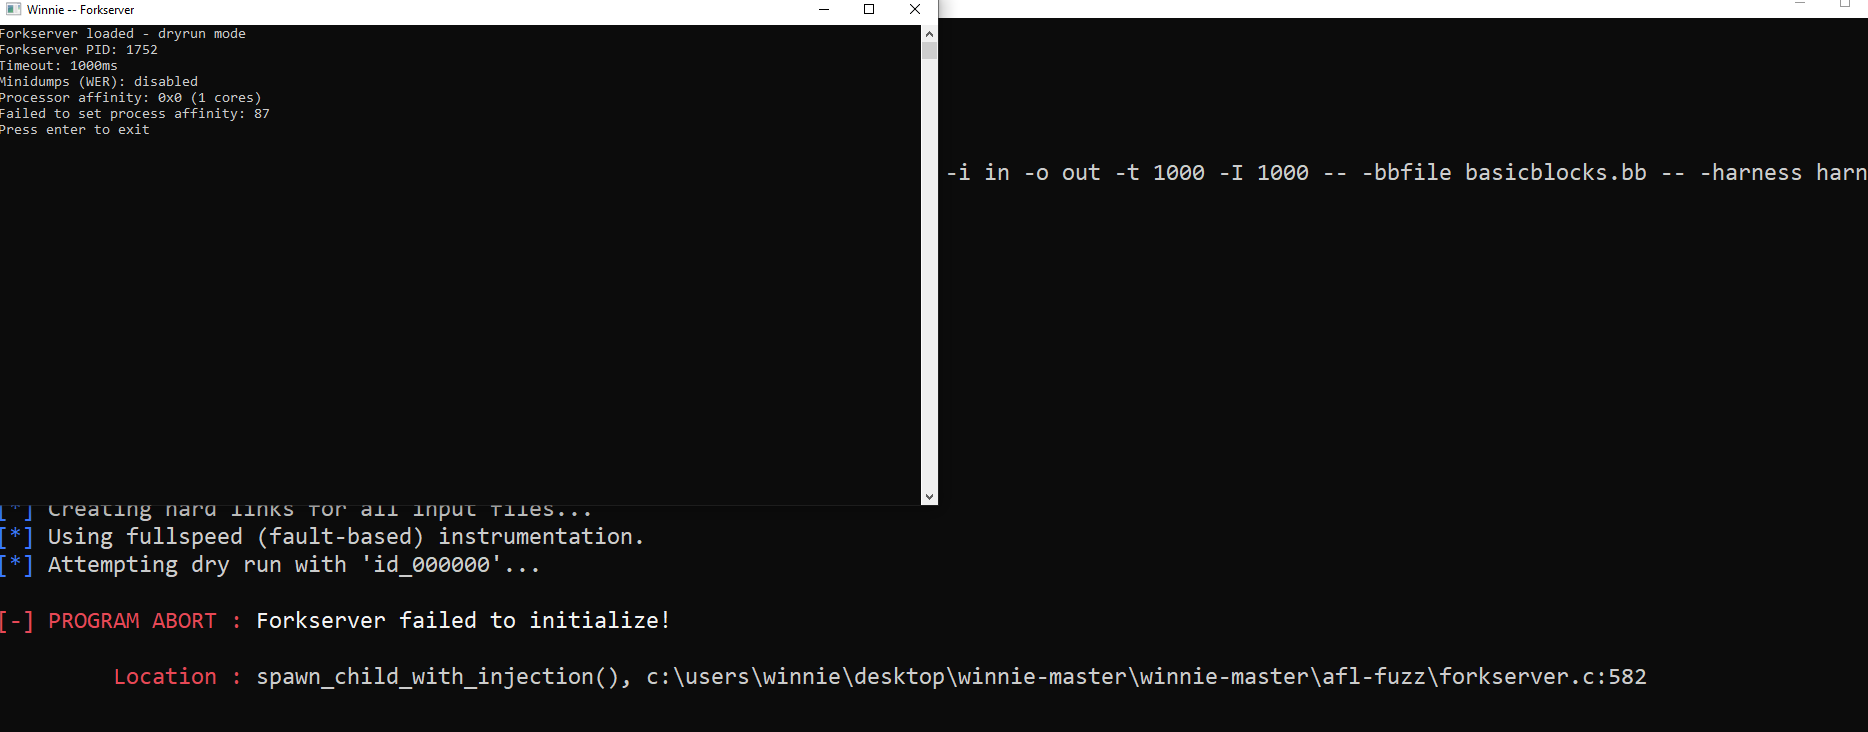 Winnie -- Forkserver
Forkserver loaded - dryrun mode
Forkserver PID: 1752
Timeout: 1000ms
Minidumps (WER): disabled
Processor affinity: 0x0 (1 cores)
Failed to set process affinity: 87
Press enter to exit
-i in -o out -t 1000 -I 1000 -- -bbfile basicblocks.bb -- -harness harn
[*] Creating hard links for all input files...
[*] Using fullspeed (fault-based) instrumentation.
[*] Attempting dry run with 'id_000000'...
[-] PROGRAM ABORT : Forkserver failed to initialize!
Location : spawn_child_with_injection(), c:\users\winnie\desktop\winnie-master\winnie-master\afl-fuzz\forkserver.c:582